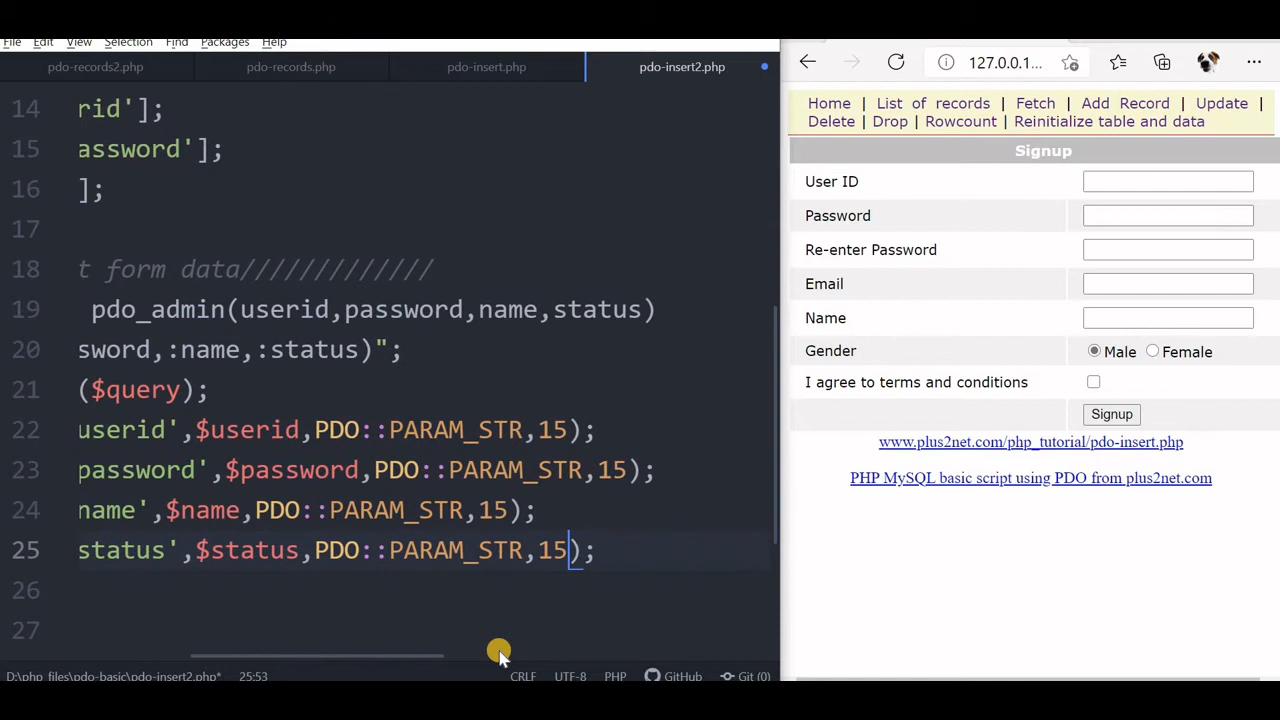 File Edit View Selection Find Packages Help
pdo-records2.php pdo-records.php pdo-insert.php pdo-insert2.php
14 rid'];
15 assword'];
16 ];
17
18 t form data/////////////
19 pdo_admin(userid,password,name,status)
20 sword,:name,:status)";
21 ($query);
22 userid',$userid,PDO::PARAM_STR,15);
23 password',$password,PDO::PARAM_STR,15);
24 name',$name,PDO::PARAM_STR,15);
25 status',$status,PDO::PARAM_STR,15);
26
27
D:\php_files\pdo-basic\pdo-insert2.php* 25:53 CRLF UTF-8 PHP GitHub Git (0)
127.0.0.1...
Home | List of records | Fetch | Add Record | Update |
Delete | Drop | Rowcount | Reinitialize table and data
Signup
User ID
Password
Re-enter Password
Email
Name
Gender Male Female
I agree to terms and conditions
Signup
www.plus2net.com/php_tutorial/pdo-insert.php
PHP MySQL basic script using PDO from plus2net.com